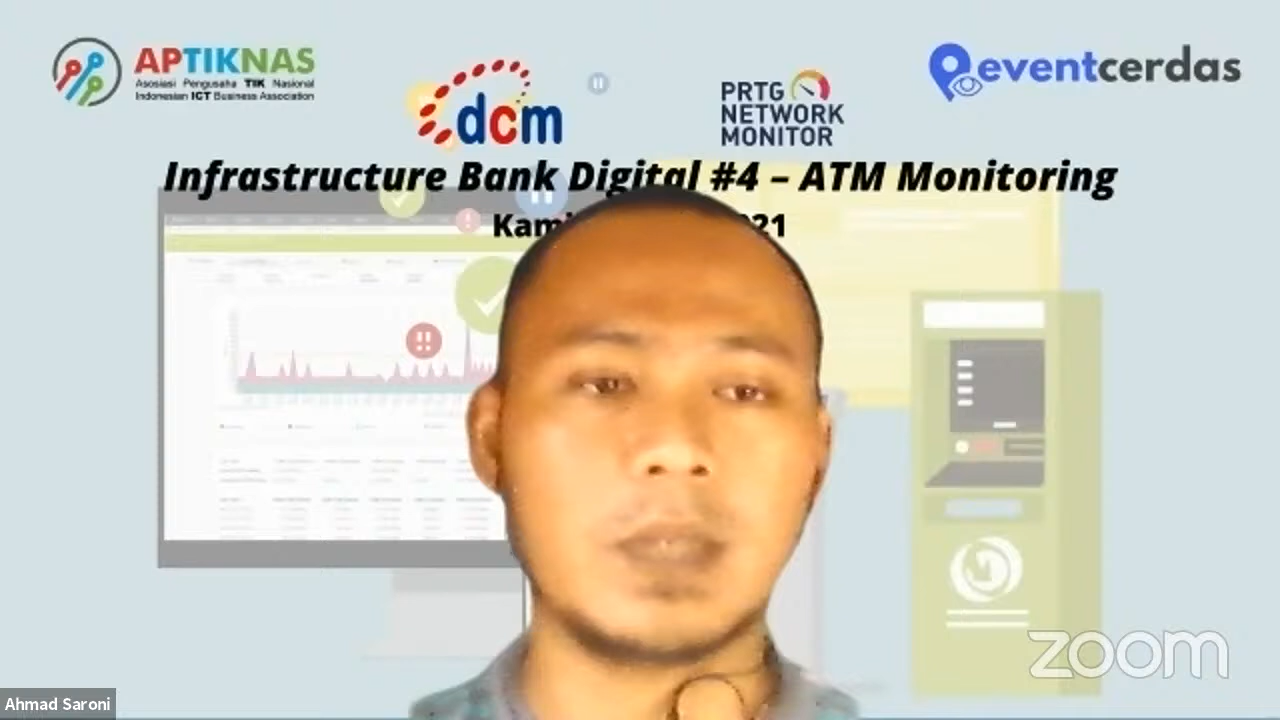 APTIKNAS
Asosiasi Pengusaha TIK Nasional
Indonesian ICT Business Association
dcm
PRTG
NETWORK
MONITOR
eventcerdas
Infrastructure Bank Digital #4 – ATM Monitoring
Kami 21
zoom
Ahmad Saroni